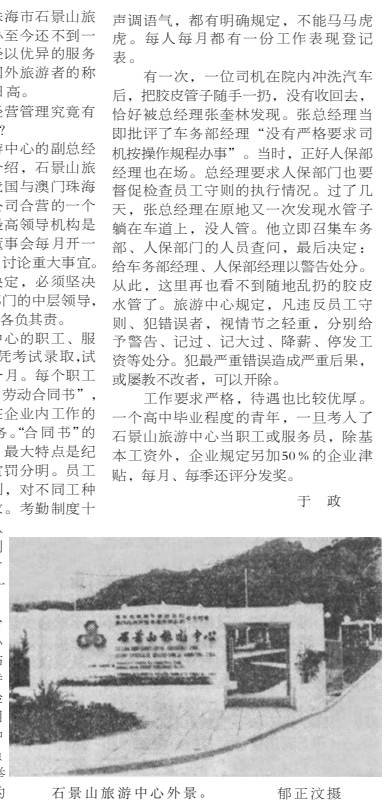 珠海市石景山旅
办至今还不到一
经以优异的服务
国外旅游者的称
日高。
经营管理究竟有
?
游中心的副总经
介绍，石景山旅
我国与澳门珠海
公司合营的一个
最高领导机构是
董事会每月开一
讨论重大事宜。
决定，必须坚决
部门的中层领导，
各负其责。
中心的职工、服
凭考试录取，试
个月。每个职工
劳动合同书”，
在企业内工作的
务。“合同书”的
最大特点是纪
赏罚分明。员工
则，对不同工种
求。考勤制度十
声调语气，都有明确规定，不能马马虎
虎。每人每月都有一份工作表现登记
表。
有一次，一位司机在院内冲洗汽车
后，把胶皮管子随手一扔，没有收回去，
恰好被总经理张奎林发现。张总经理当
即批评了车务部经理“没有严格要求司
机按操作规程办事”。当时，正好人保部
经理也在场。总经理要求人保部门也要
督促检查员工守则的执行情况。过了几
天，张总经理在原地又一次发现水管子
躺在车道上，没人管。他立即召集车务
部、人保部门的人员查问，最后决定：
给车务部经理、人保部经理以警告处分。
从此，这里再也看不到随地乱扔的胶皮
水管了。旅游中心规定，凡违反员工守
则、犯错误者，视情节之轻重，分别给
予警告、记过、记大过、降薪、停发工
资等处分。犯最严重错误造成严重后果，
或屡教不改者，可以开除。
工作要求严格，待遇也比较优厚。
一个高中毕业程度的青年，一旦考入了
石景山旅游中心当职工或服务员，除基
本工资外，企业规定另加50%的企业津
贴，每月、每季还评分发奖。
于 政
石景山旅游中心
石景山旅游中心外景。 郁正汶摄